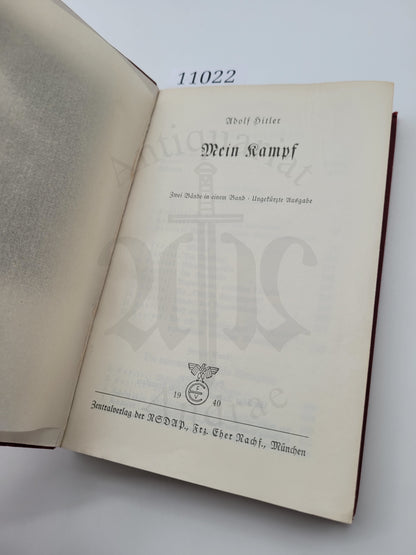 11022
Adolf Hitler
Mein Kampf
Antiquariat
Zwei Bände in einem Band · Ungekürzte Ausgabe
19 40
Zentralverlag der NSDAP., Frz. Eher Nachf., München